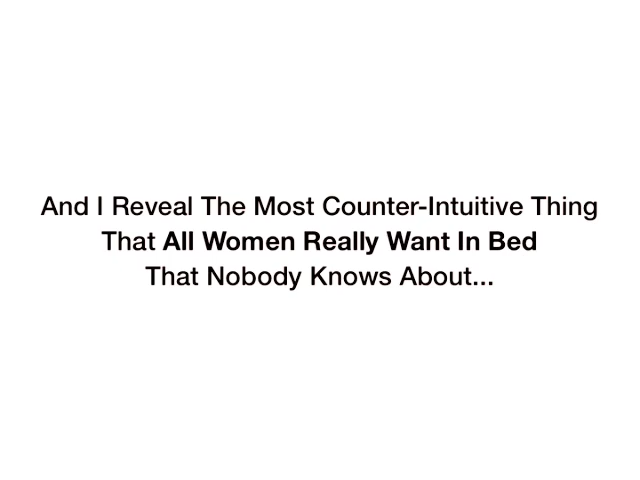 And I Reveal The Most Counter-Intuitive Thing
That All Women Really Want In Bed
That Nobody Knows About...